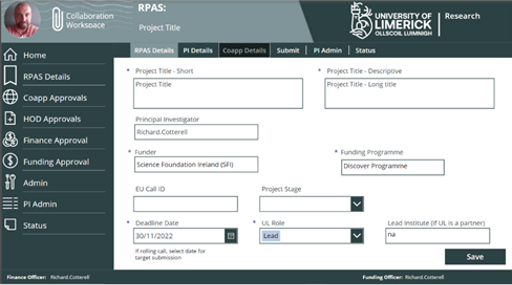 Collaboration
Workspace
RPAS:
Project Title
UNIVERSITY OF
LIMERICK
OLLSCOIL LUIMNIGH
Research
RPAS Details
PI Details
Coapp Details
Submit
PI Admin
Status
Home
RPAS Details
Coapp Approvals
HOD Approvals
Finance Approval
Funding Approval
Admin
PI Admin
Status
* Project Title - Short
Project Title
* Project Title - Descriptive
Project Title - Long title
Principal Investigator
Richard.Cotterell
* Funder
Science Foundation Ireland (SFI)
* Funding Programme
Discover Programme
EU Call ID
Project Stage
* Deadline Date
30/11/2022
If rolling call, select date for
target submission
* UL Role
Lead
Lead Institute (If UL is a partner)
na
Save
Finance Officer: Richard.Cotterell
Funding Officer: Richard.Cotterell